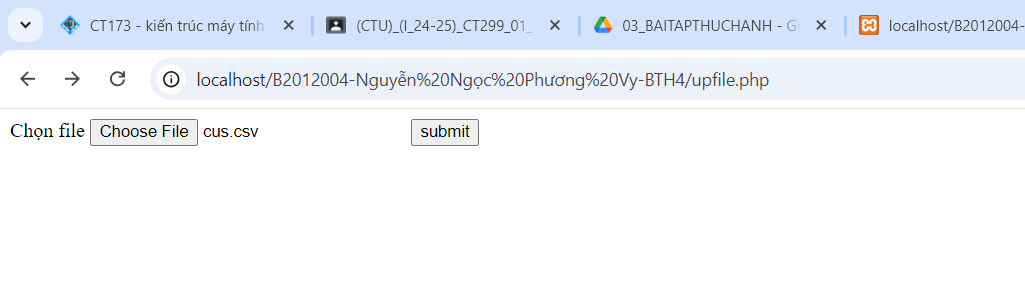 CT173 - kiến trúc máy tính
(CTU)_(I_24-25)_CT299_01_
03_BAITAPTHUCHANH - Go
localhost/B2012004-
localhost/B2012004-Nguyễn%20Ngọc%20Phương%20Vy-BTH4/upfile.php
Chọn file Choose File cus.csv submit